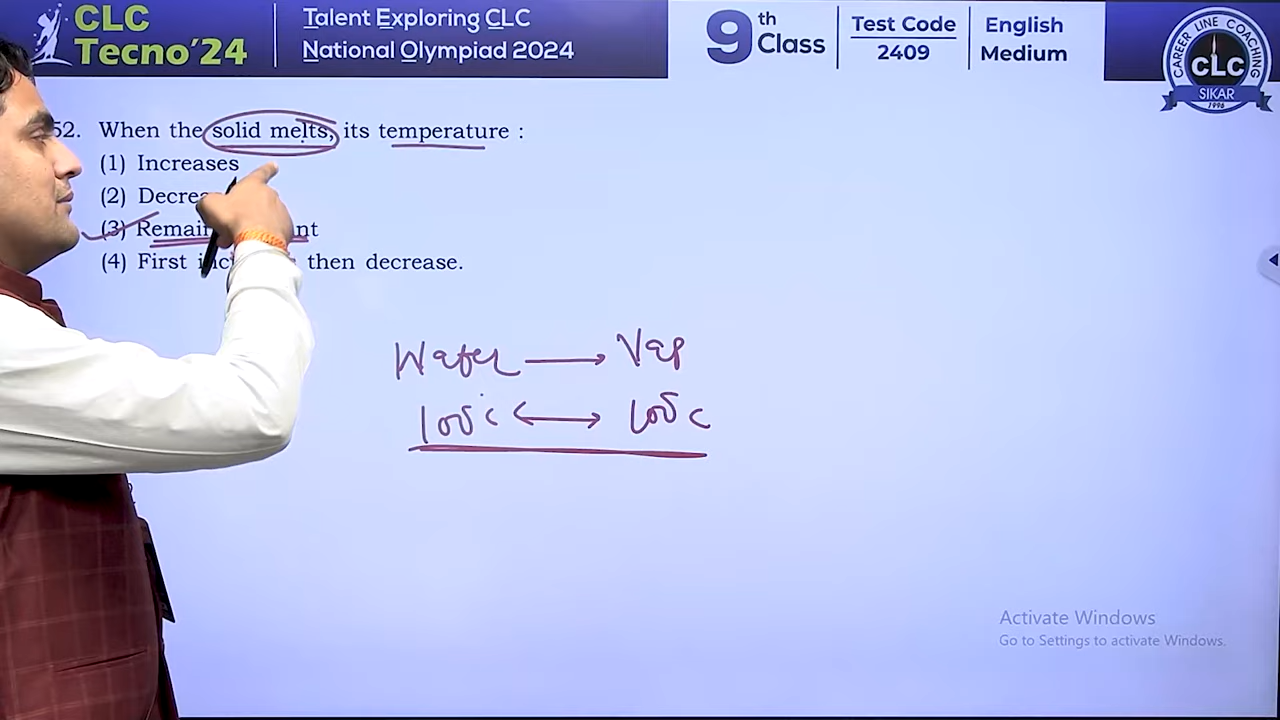 CLC
Tecno'24
Talent Exploring CLC
National Olympiad 2024
9th
Class
Test Code
2409
English
Medium
CAREER LINE COACHING
CLC
SIKAR
1996
52. When the solid melts, its temperature :
(1) Increases
(2)
(3)
(4) First then decrease.
Water → Vap
100°C ↔ 100°C
Activate Windows
Go to Settings to activate Windows.